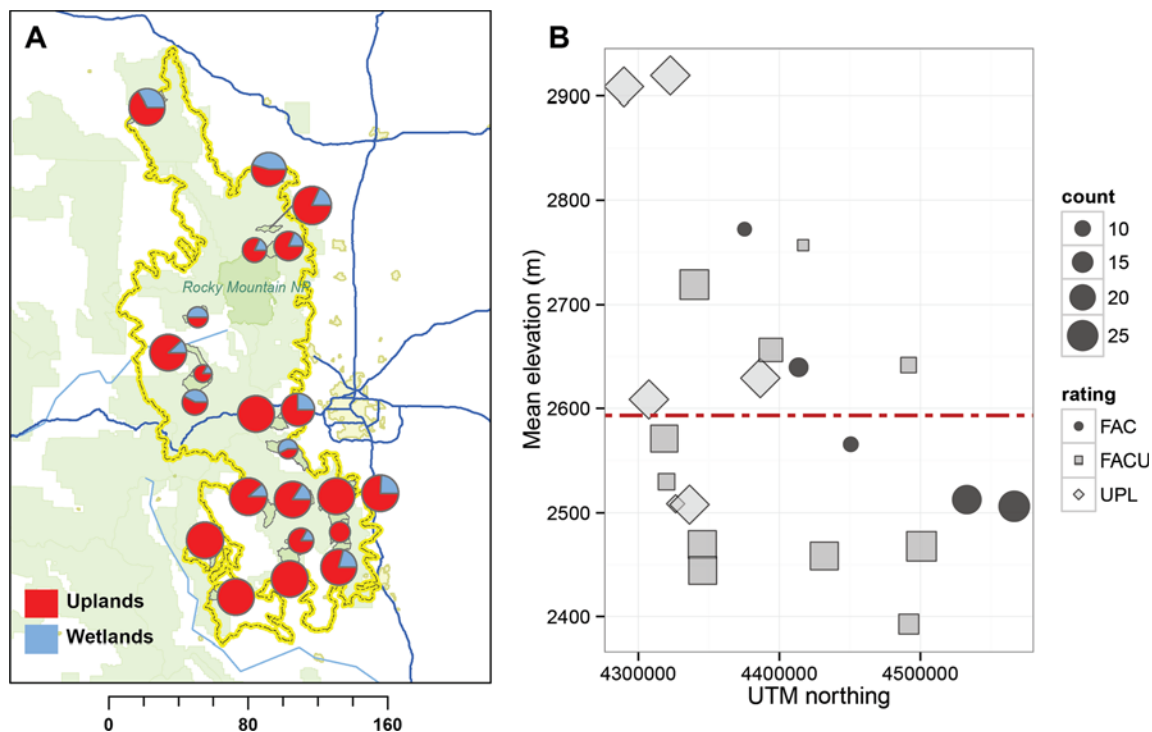 A
Rocky Mountain NP
Uplands
Wetlands
0 80 160
B
Mean elevation (m)
2900
2800
2700
2600
2500
2400
4300000 4400000 4500000
UTM northing
count
10
15
20
25
rating
FAC
FACU
UPL